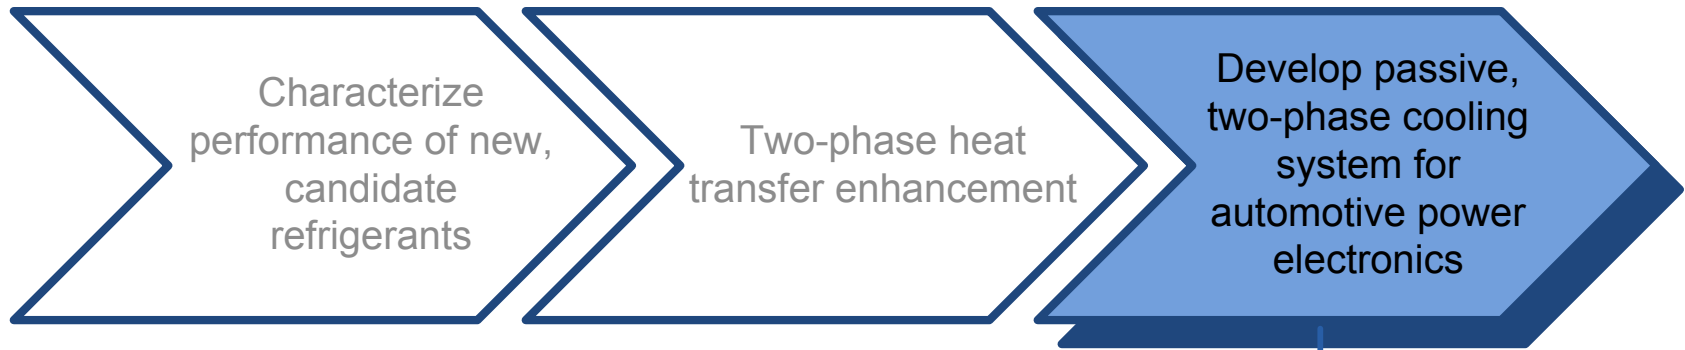 Characterize
performance of new,
candidate
refrigerants
Two-phase heat
transfer enhancement
Develop passive,
two-phase cooling
system for
automotive power
electronics